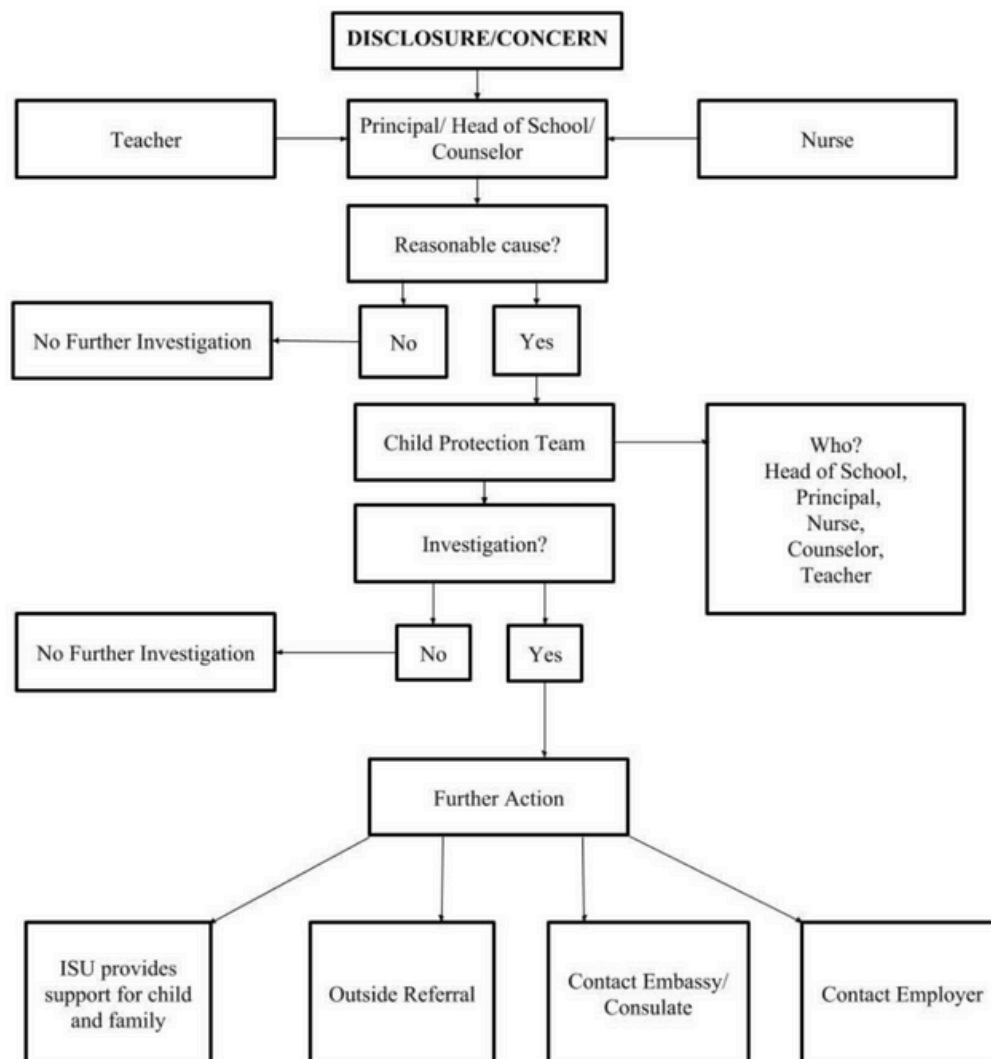 DISCLOSURE/CONCERN
Teacher
Principal/ Head of School/
Counselor
Nurse
Reasonable cause?
No Further Investigation
No
Yes
Child Protection Team
Who?
Head of School,
Principal,
Nurse,
Counselor,
Teacher
Investigation?
No Further Investigation
No
Yes
Further Action
ISU provides
support for child
and family
Outside Referral
Contact Embassy/
Consulate
Contact Employer